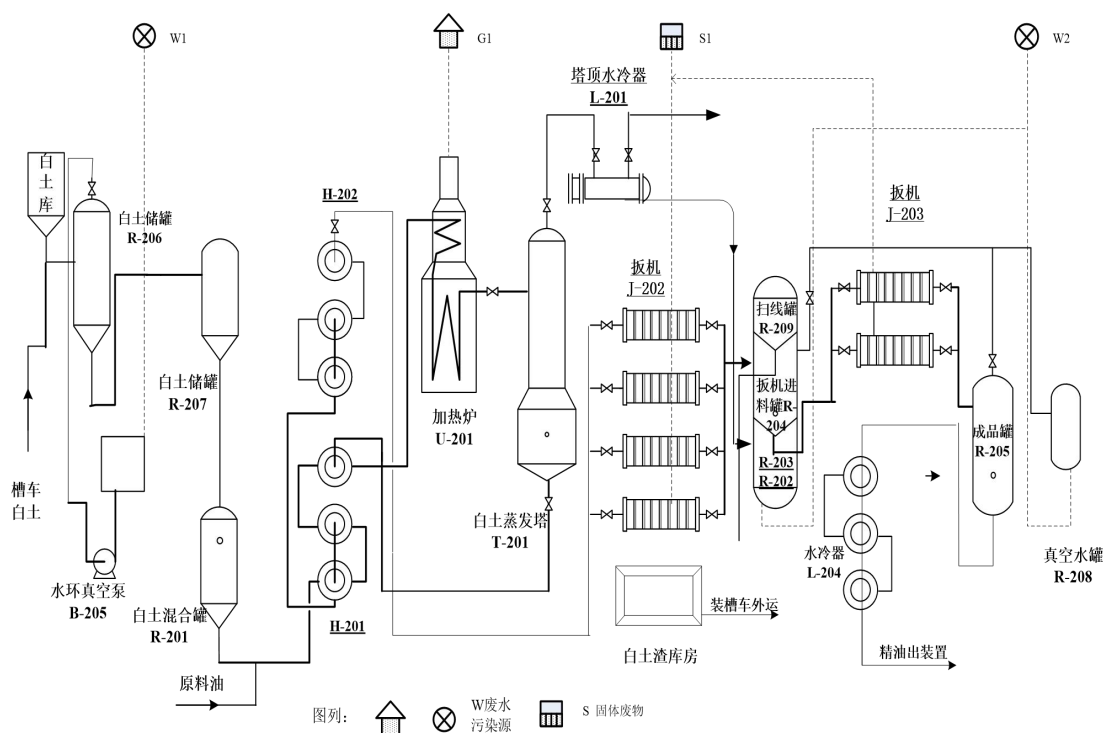 W1
G1
S1
W2
塔顶水冷器
L-201
白
土
库
白土储罐
R-206
H-202
扳机
J-203
扳机
J-202
扫线罐
R-209
白土储罐
R-207
加热炉
U-201
扳机进
料罐R-
204
成品罐
R-205
R-203
R-202
槽车
白土
白土蒸发塔
T-201
水冷器
L-204
真空水罐
R-208
水环真空泵
B-205
白土混合罐
R-201
H-201
装槽车外运
白土渣库房
精油出装置
原料油
图列:
W废水
污染源
S 固体废物